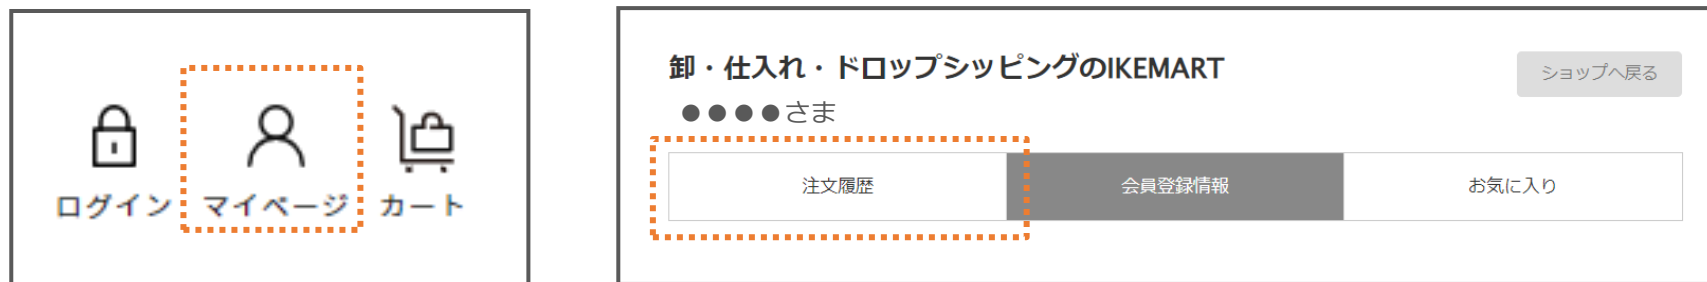 ログイン マイページ カート
卸・仕入れ・ドロップシッピングのIKEMART
ショップへ戻る
●●●●さま
注文履歴 会員登録情報 お気に入り